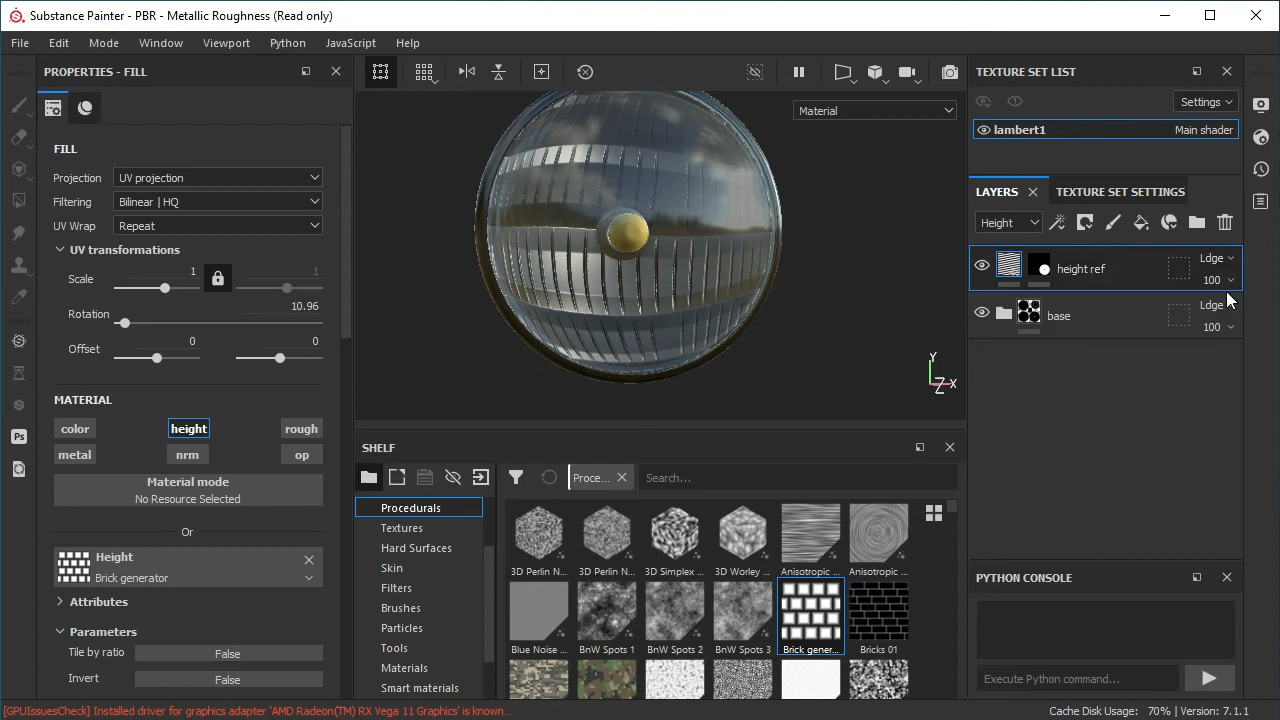 Substance Painter - PBR - Metallic Roughness (Read only)
File Edit Mode Window Viewport Python JavaScript Help
PROPERTIES - FILL
FILL
Projection UV projection
Filtering Bilinear | HQ
UV Wrap Repeat
UV transformations
Scale 1 1
Rotation 10.96
Offset 0 0
MATERIAL
color height rough
metal nrm op
Material mode
No Resource Selected
Or
Height
Brick generator
Attributes
Parameters
Tile by ratio False
Invert False
Material
Y
Z X
SHELF
Proce... Search...
Procedurals
Textures
Hard Surfaces
Skin
Filters
Brushes
Particles
Tools
Materials
Smart materials
3D Perlin N... 3D Perlin N... 3D Simplex ... 3D Worley ... Anisotropic ... Anisotropic ...
Blue Noise ... BnW Spots 1 BnW Spots 2 BnW Spots 3 Brick gener... Bricks 01
TEXTURE SET LIST
Settings
lambert1 Main shader
LAYERS TEXTURE SET SETTINGS
Height
height ref Ldge 100
base Ldge 100
PYTHON CONSOLE
Execute Python command...
Ps
[GPUIssuesCheck] Installed driver for graphics adapter 'AMD Radeon(TM) RX Vega 11 Graphics' is known...
Cache Disk Usage: 70% | Version: 7.1.1